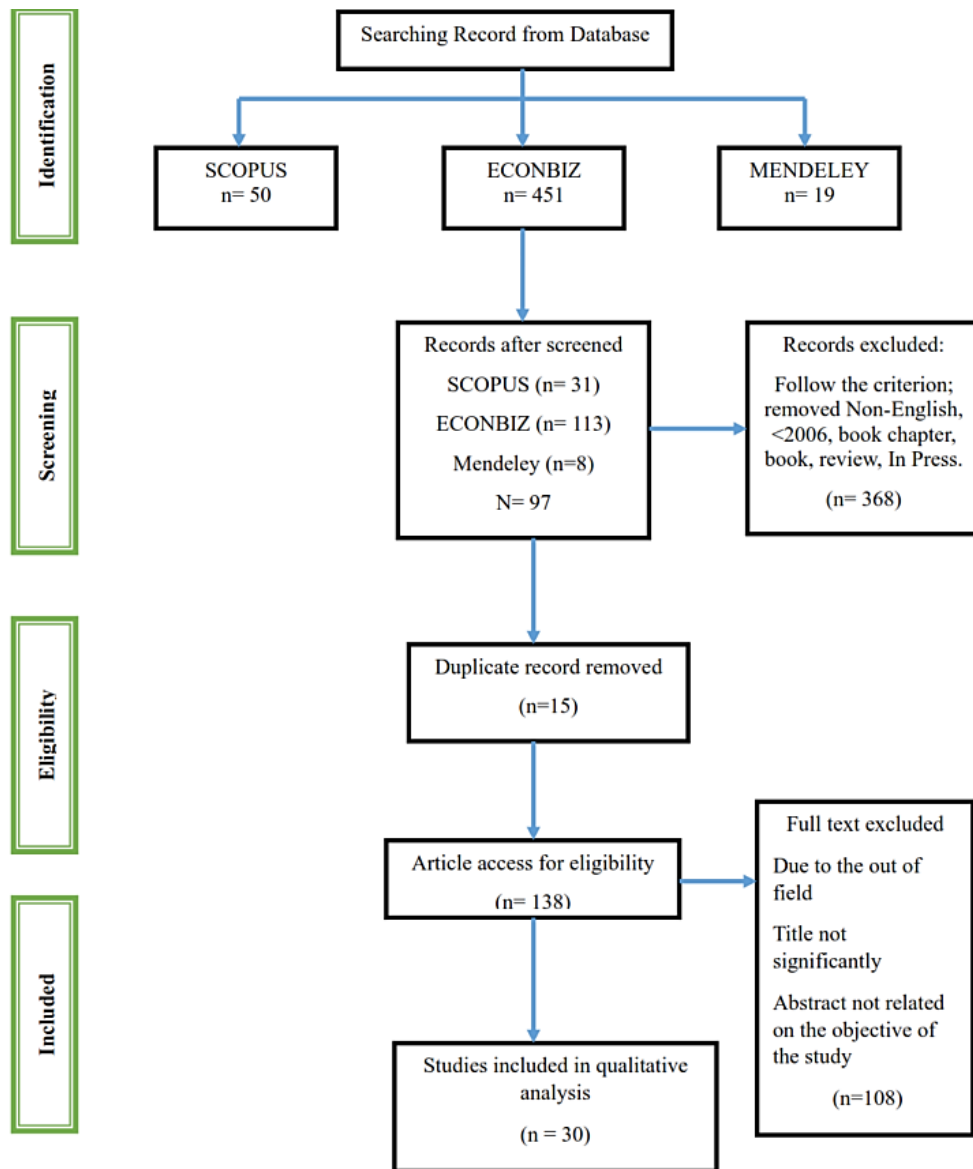 Searching Record from Database
Identification
SCOPUS
n= 50
ECONBIZ
n= 451
MENDELEY
n= 19
Screening
Records after screened
SCOPUS (n= 31)
ECONBIZ (n= 113)
Mendeley (n=8)
N= 97
Records excluded:
Follow the criterion;
removed Non-English,
<2006, book chapter,
book, review, In Press.
(n= 368)
Eligibility
Duplicate record removed
(n=15)
Article access for eligibility
(n= 138)
Full text excluded
Due to the out of
field
Title not
significantly
Abstract not related
on the objective of
the study
(n=108)
Included
Studies included in qualitative
analysis
(n = 30)